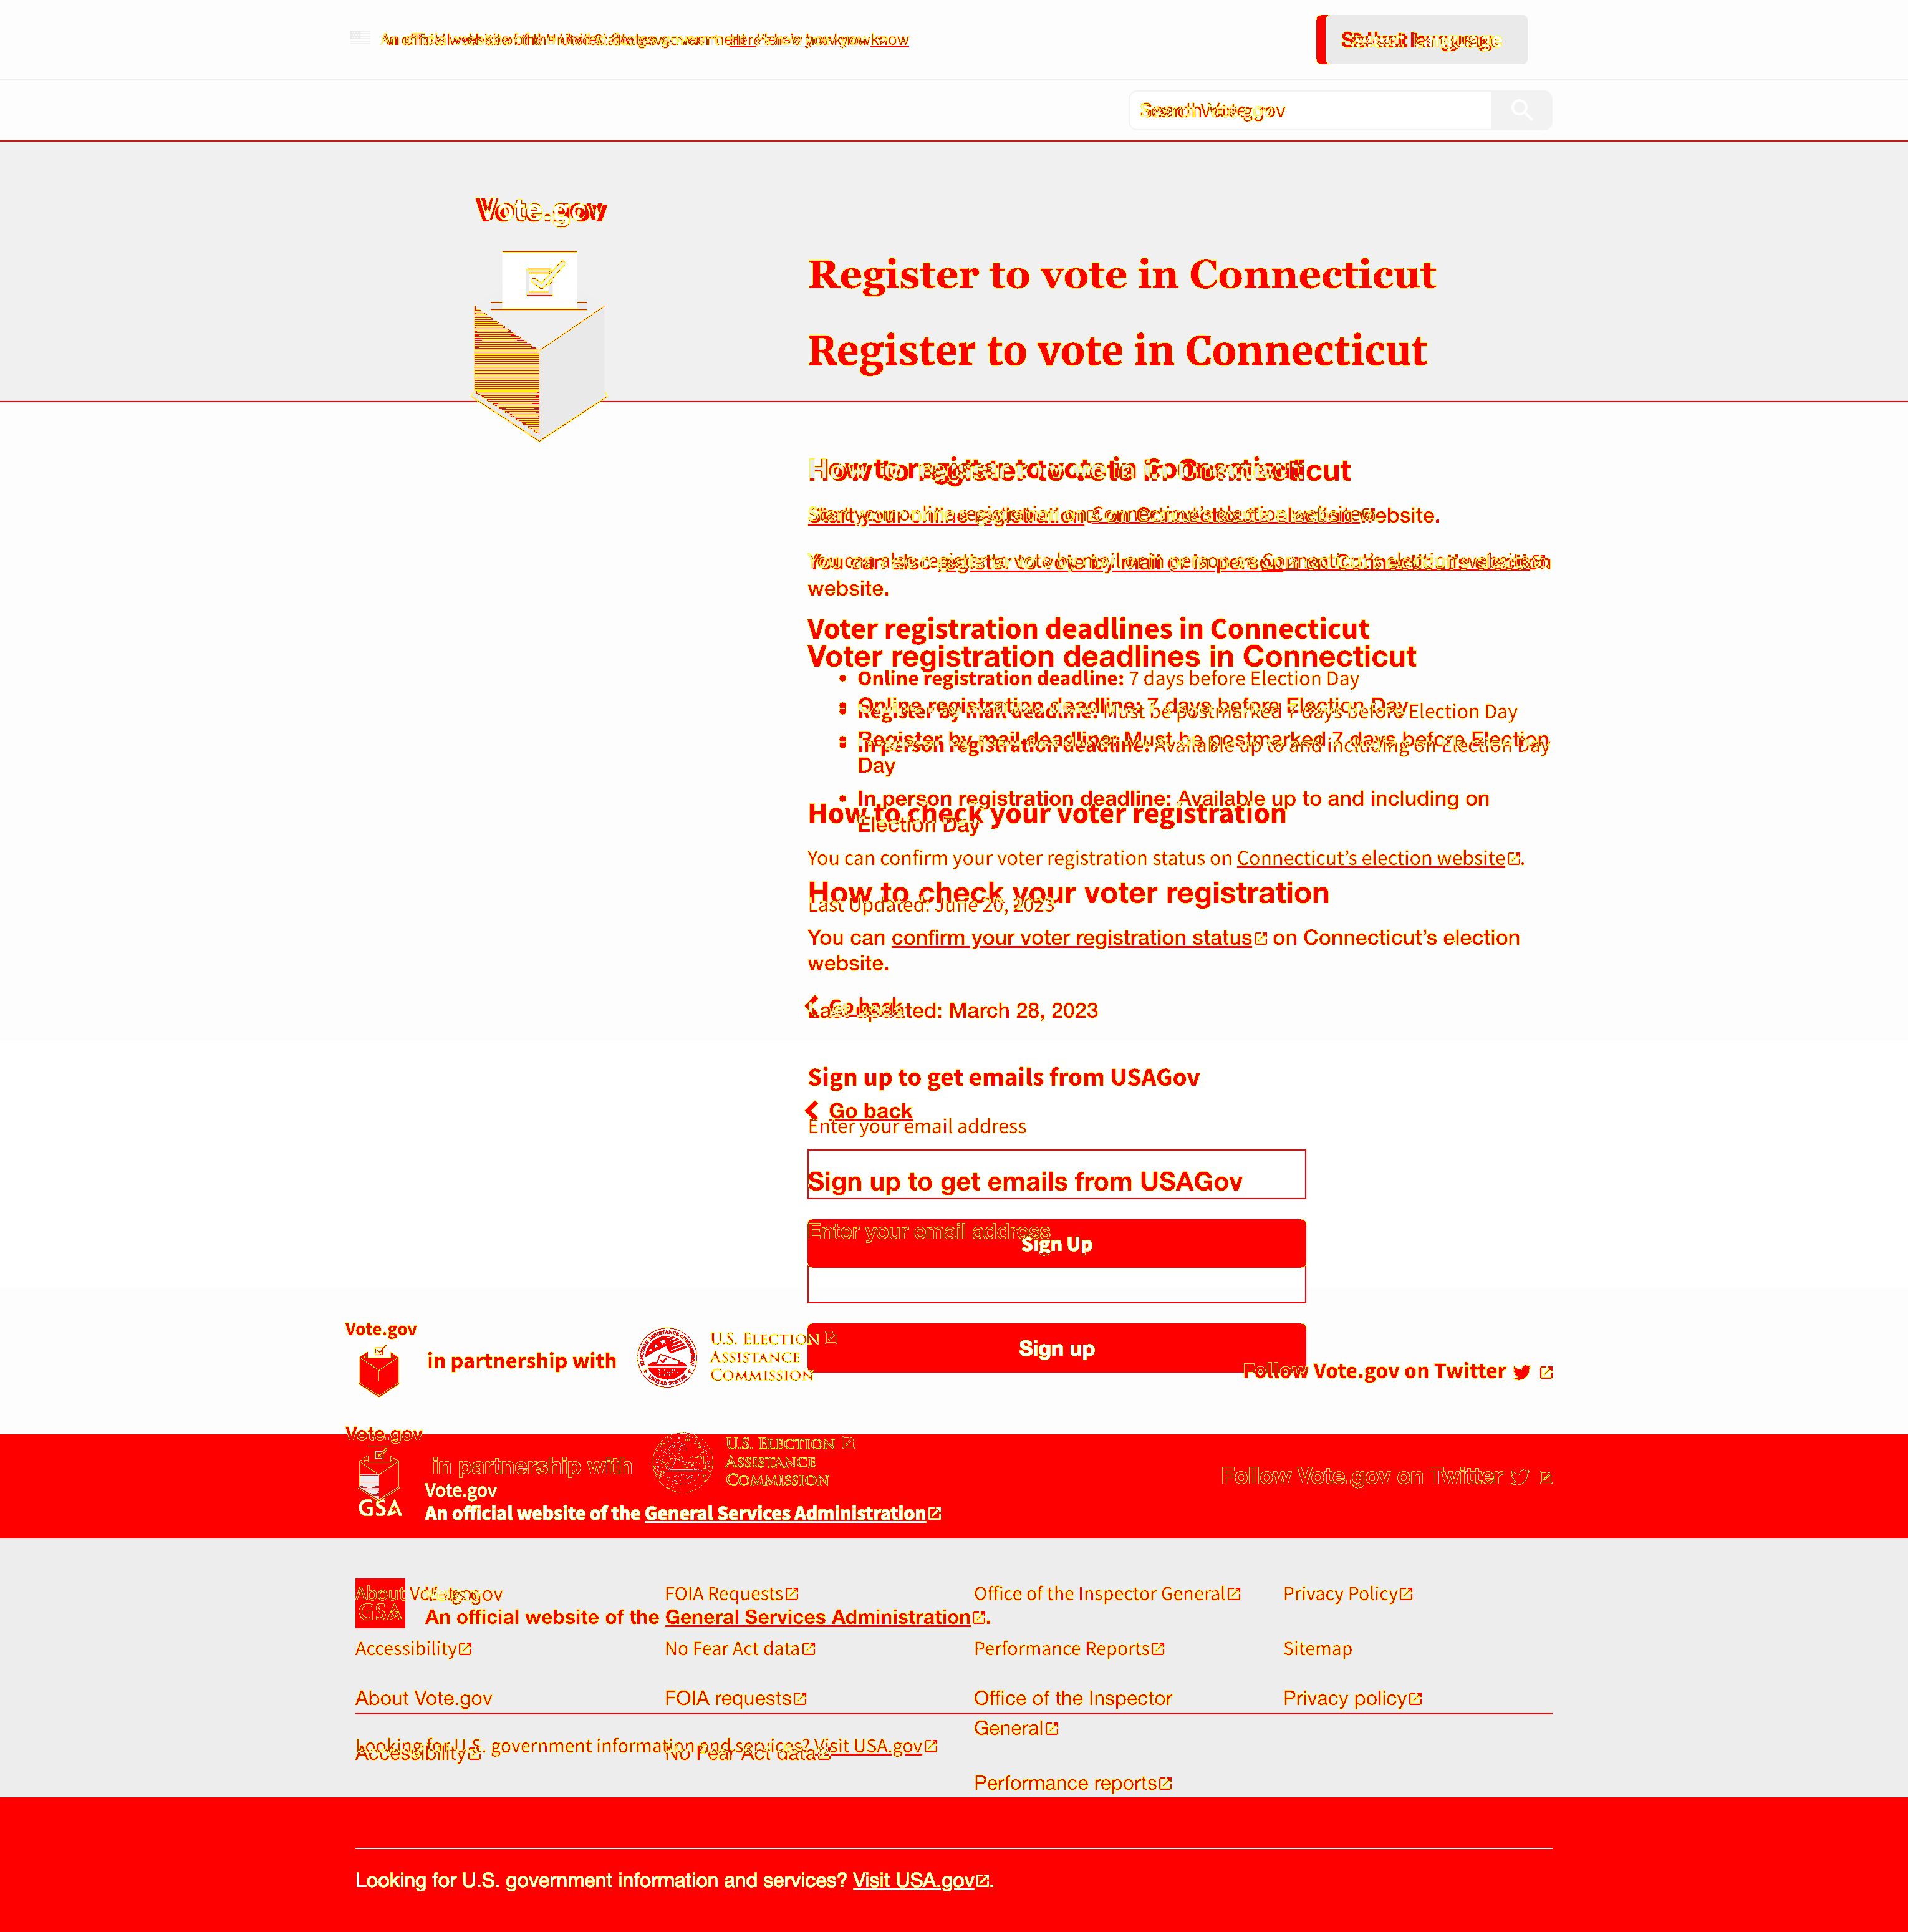 An official website of the United States government Here's how you know
Select language
Search Vote.gov
Vote.gov
Register to vote in Connecticut
Register to vote in Connecticut
How to register to vote in Connecticut
Start your online registration on Connecticut's election website.
You can also register to vote by mail or in person on Connecticut's election
website.
Voter registration deadlines in Connecticut
Voter registration deadlines in Connecticut
Online registration deadline: 7 days before Election Day
Online registration deadline: 7 days before Election Day
Register by mail deadline: Must be postmarked 7 days before Election Day
Register by mail deadline: Must be postmarked 7 days before Election
In person registration deadline: Available up to and including on Election Day
Day
In person registration deadline: Available up to and including on
How to check your voter registration
Election Day
You can confirm your voter registration status on Connecticut’s election website.
How to check your voter registration
Last Updated: June 20, 2023
You can confirm your voter registration status on Connecticut’s election
website.
Go back
Last updated: March 28, 2023
Sign up to get emails from USAGov
Go back
Enter your email address
Sign up to get emails from USAGov
Enter your email address
Sign Up
Sign up
Vote.gov
in partnership with
U.S. ELECTION
ASSISTANCE
COMMISSION
Follow Vote.gov on Twitter
Vote.gov
in partnership with
U.S. ELECTION
ASSISTANCE
COMMISSION
Follow Vote.gov on Twitter
GSA
Vote.gov
An official website of the General Services Administration
About Vote.gov
Vote.gov
FOIA Requests
Office of the Inspector General
Privacy Policy
GSA
An official website of the General Services Administration.
Accessibility
No Fear Act data
Performance Reports
Sitemap
About Vote.gov
FOIA requests
Office of the Inspector
General
Privacy policy
Looking for U.S. government information and services? Visit USA.gov
Accessibility
No Fear Act data
Performance reports
Looking for U.S. government information and services? Visit USA.gov.